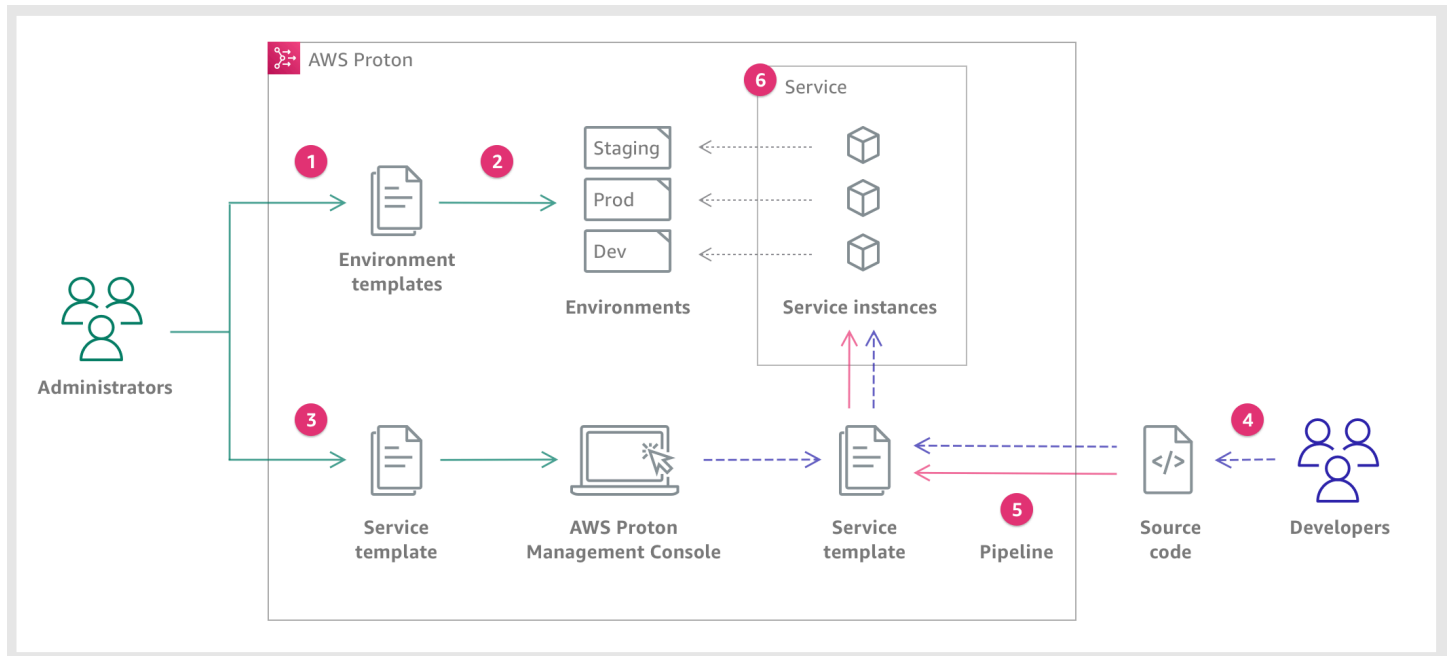 AWS Proton
6
Service
1
2
Staging
Prod
Dev
Environment
templates
Environments
Service instances
Administrators
3
4
</>
5
Service
template
AWS Proton
Management Console
Service
template
Pipeline
Source
code
Developers